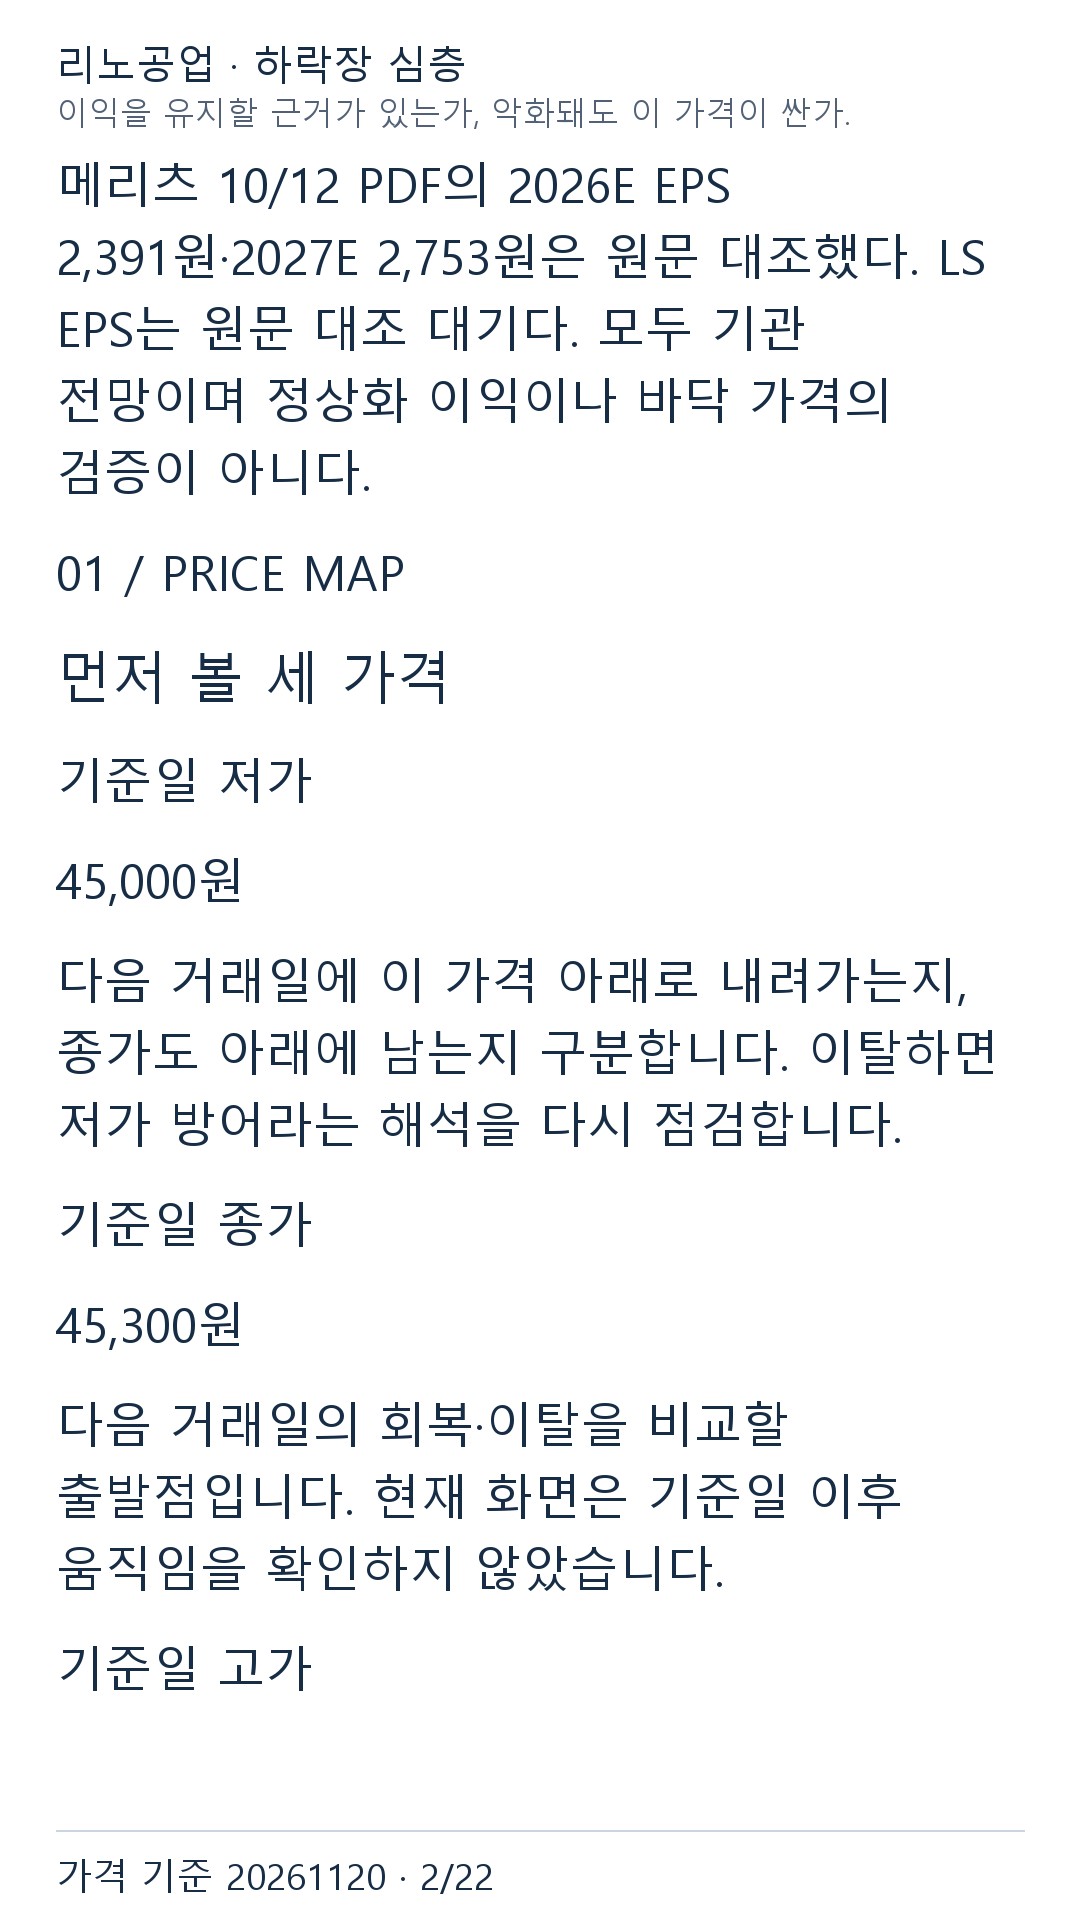 리노공업 · 하락장 심층
이익을 유지할 근거가 있는가, 악화돼도 이 가격이 싼가.
메리츠 10/12 PDF의 2026E EPS
2,391원·2027E 2,753원은 원문 대조했다. LS
EPS는 원문 대조 대기다. 모두 기관
전망이며 정상화 이익이나 바닥 가격의
검증이 아니다.
01 / PRICE MAP
먼저 볼 세 가격
기준일 저가
45,000원
다음 거래일에 이 가격 아래로 내려가는지,
종가도 아래에 남는지 구분합니다. 이탈하면
저가 방어라는 해석을 다시 점검합니다.
기준일 종가
45,300원
다음 거래일의 회복·이탈을 비교할
출발점입니다. 현재 화면은 기준일 이후
움직임을 확인하지 않았습니다.
기준일 고가
가격 기준 20261120 · 2/22